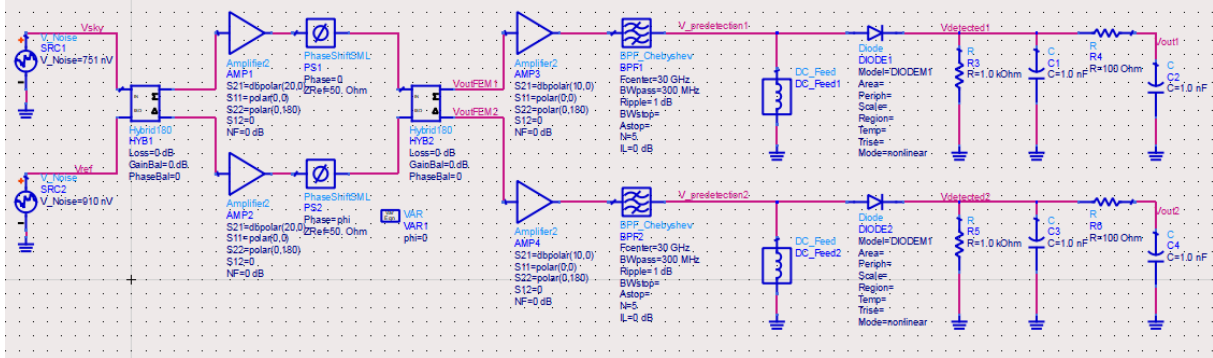 Vsky
V_Noise
SRC1
V_Noise=751 nV
Hybrid180
HYB1
Loss=0 dB
GainBal=0 dB
PhaseBal=0
Vref
V_Noise
SRC2
V_Noise=910 nV
Amplifier2
AMP1
S21=dbpolar(20,0)
S11=polar(0,0)
S22=polar(0,180)
S12=0
NF=0 dB
PhaseShiftSML
PS1
Phase=0
ZRef=50. Ohm
Amplifier2
AMP2
S21=dbpolar(20,0)
S11=polar(0,0)
S22=polar(0,180)
S12=0
NF=0 dB
PhaseShiftSML
PS2
Phase=phi
ZRef=50. Ohm
VAR
VAR1
phi=0
VoutFEM1
VoutFEM2
Hybrid180
HYB2
Loss=0 dB
GainBal=0 dB
PhaseBal=0
Amplifier2
AMP3
S21=dbpolar(10,0)
S11=polar(0,0)
S22=polar(0,180)
S12=0
NF=0 dB
BPF_Chebyshev
BPF1
Fcenter=30 GHz
BWpass=300 MHz
Ripple=1 dB
BWstop=
Astop=
N=5
IL=0 dB
V_predetection1
DC_Feed
DC_Feed1
Diode
DIODE1
Model=DIODEM1
Area=
Periph=
Scale=
Region=
Temp=
Trise=
Mode=nonlinear
Vdetected1
R
R3
R=1.0 kOhm
C
C1
C=1.0 nF
R
R4
R=100 Ohm
Vout1
C
C2
C=1.0 nF
Amplifier2
AMP4
S21=dbpolar(10,0)
S11=polar(0,0)
S22=polar(0,180)
S12=0
NF=0 dB
BPF_Chebyshev
BPF2
Fcenter=30 GHz
BWpass=300 MHz
Ripple=1 dB
BWstop=
Astop=
N=5
IL=0 dB
V_predetection2
DC_Feed
DC_Feed2
Diode
DIODE2
Model=DIODEM1
Area=
Periph=
Scale=
Region=
Temp=
Trise=
Mode=nonlinear
Vdetected2
R
R5
R=1.0 kOhm
C
C3
C=1.0 nF
R
R6
R=100 Ohm
Vout2
C
C4
C=1.0 nF